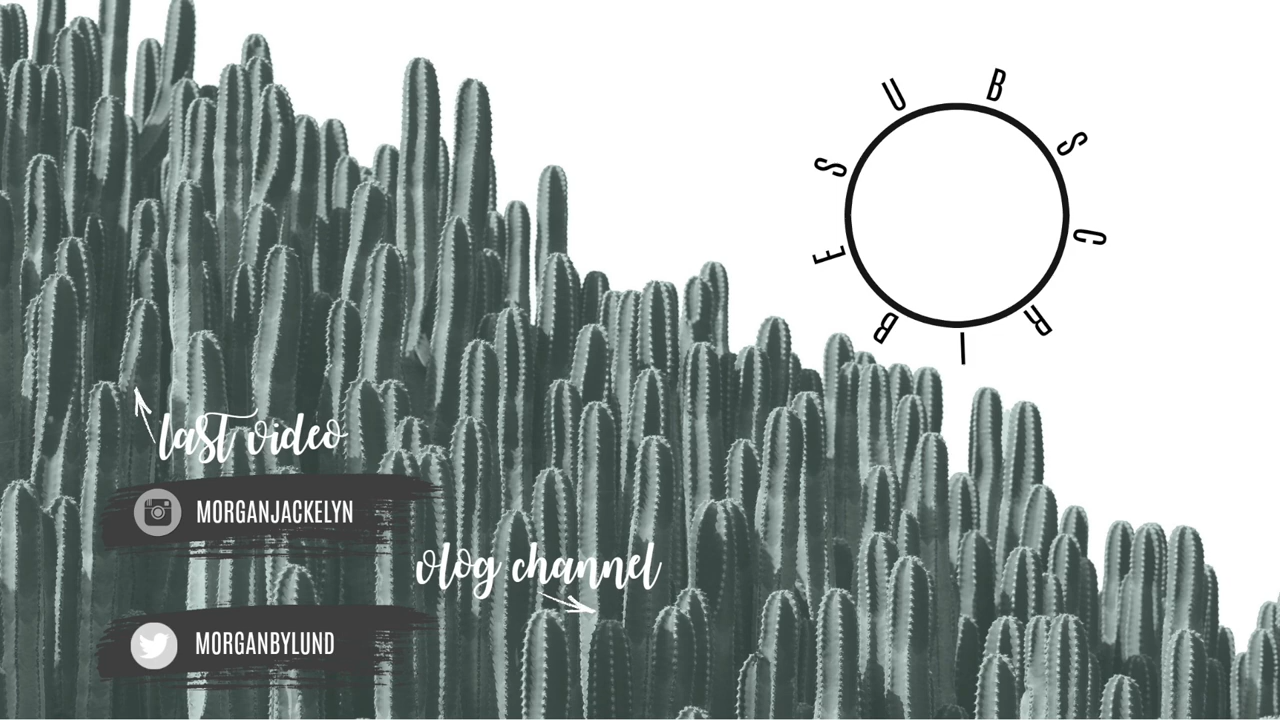 SUBSCRIBE
last video
MORGANJACKELYN
vlog channel
MORGANBYLUND